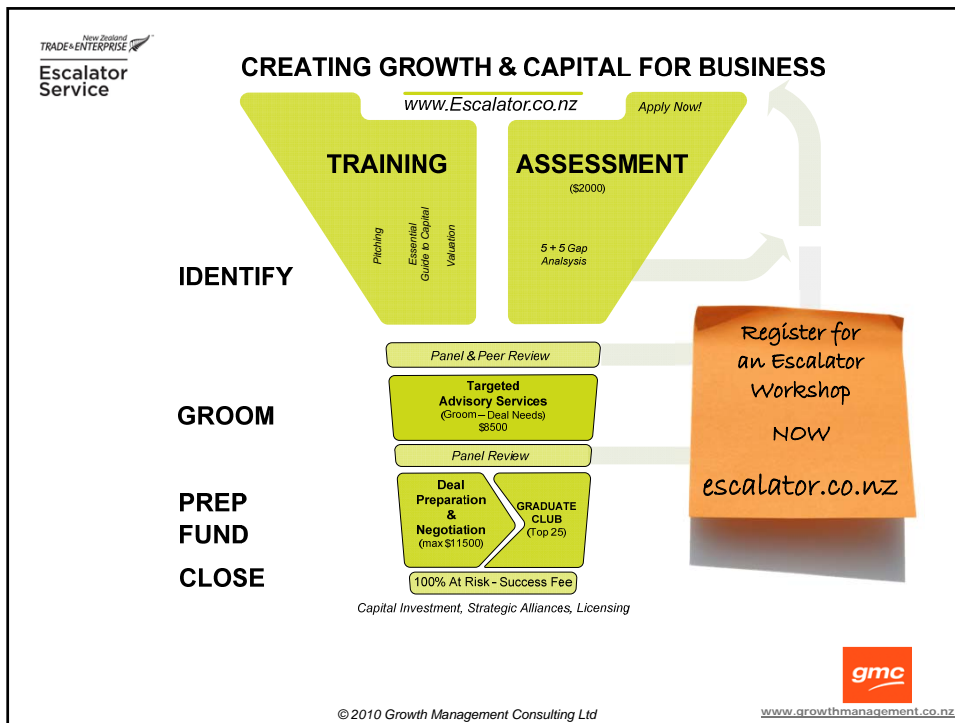 New Zealand
TRADE & ENTERPRISE
Escalator
Service
CREATING GROWTH & CAPITAL FOR BUSINESS
www.Escalator.co.nz
Apply Now!
TRAINING
ASSESSMENT
($2000)
Pitching
Essential
Guide to Capital
Valuation
5 + 5 Gap
Analsysis
IDENTIFY
Register for
an Escalator
Workshop
NOW
escalator.co.nz
Panel & Peer Review
GROOM
Targeted
Advisory Services
(Groom – Deal Needs)
$8500
Panel Review
PREP
FUND
Deal
Preparation
&
Negotiation
(max $11500)
GRADUATE
CLUB
(Top 25)
CLOSE
100% At Risk – Success Fee
Capital Investment, Strategic Alliances, Licensing
gmc
© 2010 Growth Management Consulting Ltd
www.growthmanagement.co.nz